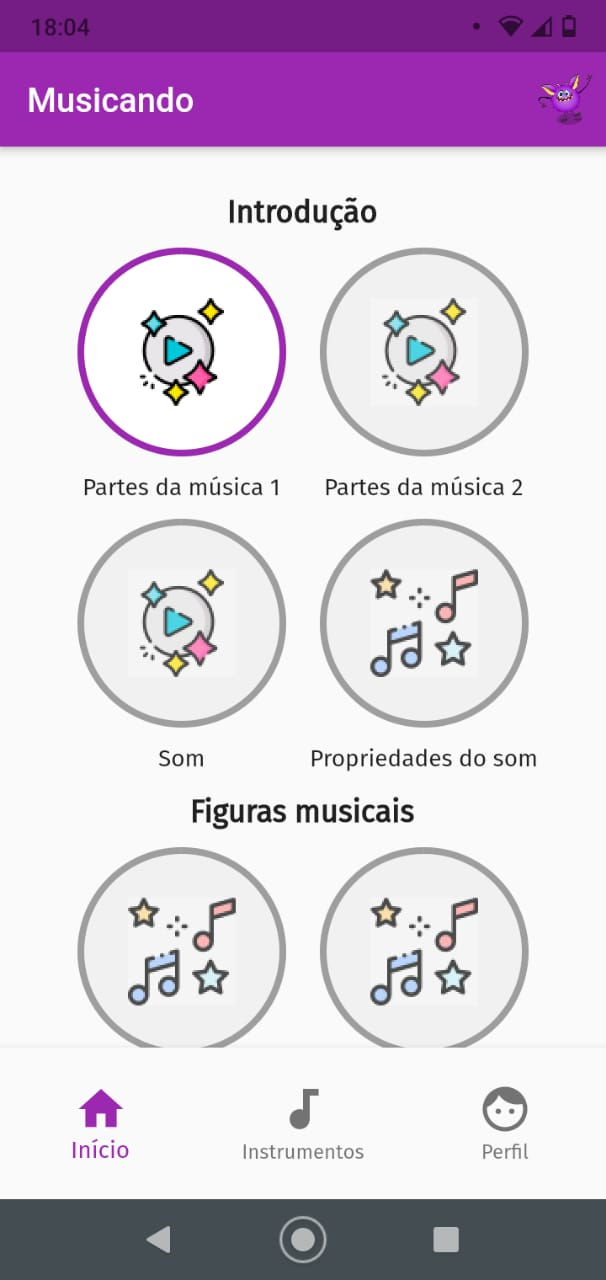 18:04
Musicando
Introdução
Partes da música 1
Partes da música 2
Som
Propriedades do som
Figuras musicais
Início
Instrumentos
Perfil